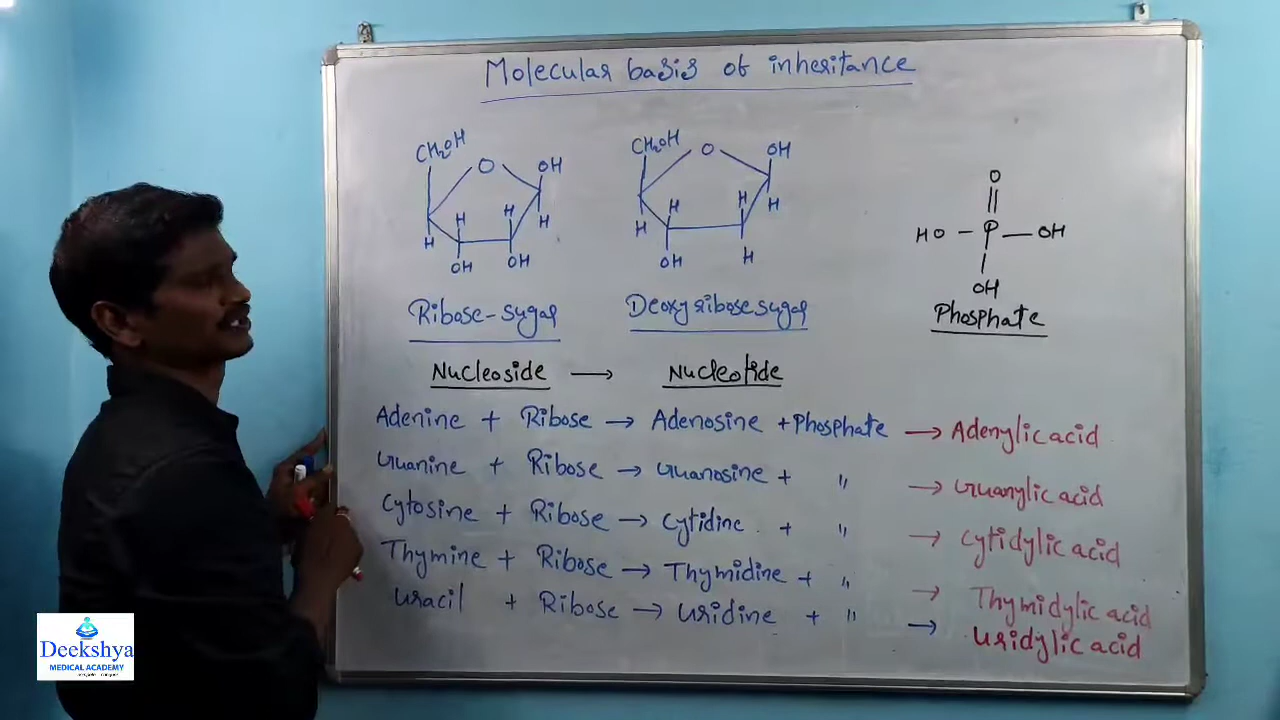 Molecular basis of inheritance
CH₂OH O OH
H H H
H
OH OH
Ribose-sugar
CH₂OH O OH
H H H
H
OH H
Deoxyribose sugar
O
HO - P - OH
OH
Phosphate
Nucleoside → Nucleotide
Adenine + Ribose → Adenosine + Phosphate → Adenylic acid
Guanine + Ribose → Guanosine + " → Guanylic acid
Cytosine + Ribose → Cytidine + " → Cytidylic acid
Thymine + Ribose → Thymidine + " → Thymidylic acid
Uracil + Ribose → Uridine + " → Uridylic acid
Deekshya
MEDICAL ACADEMY